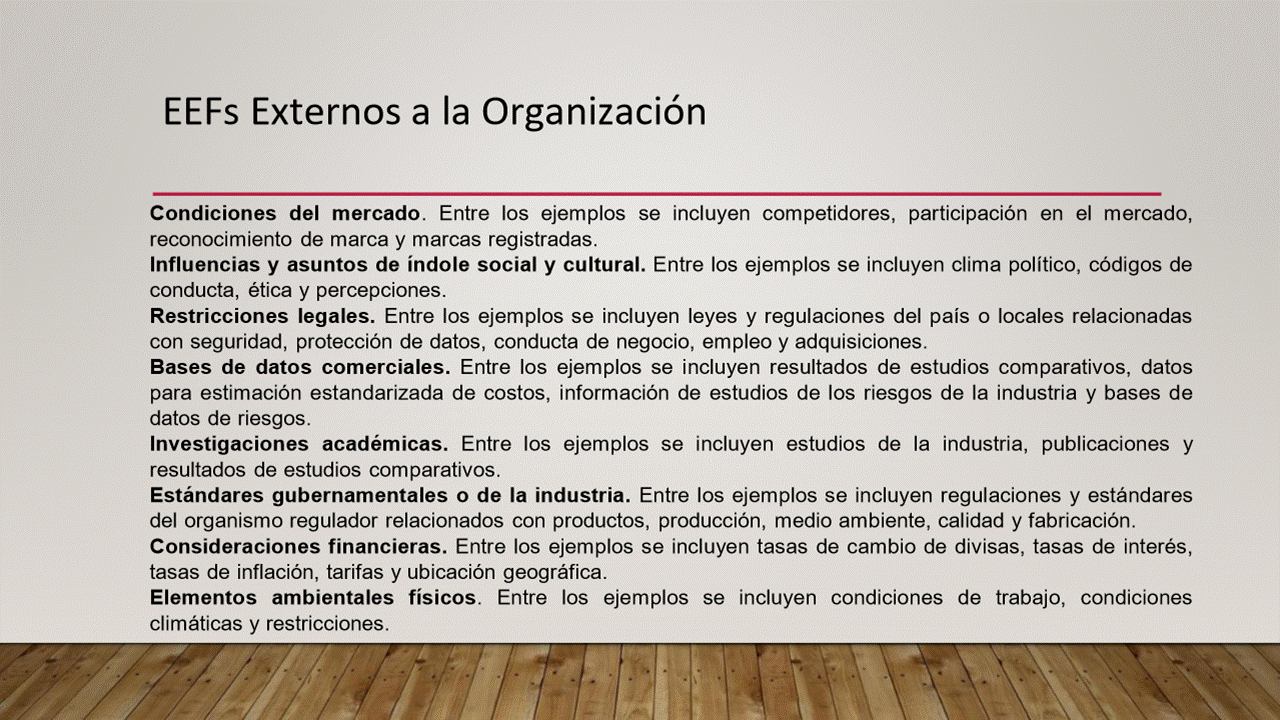 EEFs Externos a la Organización
Condiciones del mercado. Entre los ejemplos se incluyen competidores, participación en el mercado,
reconocimiento de marca y marcas registradas.
Influencias y asuntos de índole social y cultural. Entre los ejemplos se incluyen clima político, códigos de
conducta, ética y percepciones.
Restricciones legales. Entre los ejemplos se incluyen leyes y regulaciones del país o locales relacionadas
con seguridad, protección de datos, conducta de negocio, empleo y adquisiciones.
Bases de datos comerciales. Entre los ejemplos se incluyen resultados de estudios comparativos, datos
para estimación estandarizada de costos, información de estudios de los riesgos de la industria y bases de
datos de riesgos.
Investigaciones académicas. Entre los ejemplos se incluyen estudios de la industria, publicaciones y
resultados de estudios comparativos.
Estándares gubernamentales o de la industria. Entre los ejemplos se incluyen regulaciones y estándares
del organismo regulador relacionados con productos, producción, medio ambiente, calidad y fabricación.
Consideraciones financieras. Entre los ejemplos se incluyen tasas de cambio de divisas, tasas de interés,
tasas de inflación, tarifas y ubicación geográfica.
Elementos ambientales físicos. Entre los ejemplos se incluyen condiciones de trabajo, condiciones
climáticas y restricciones.